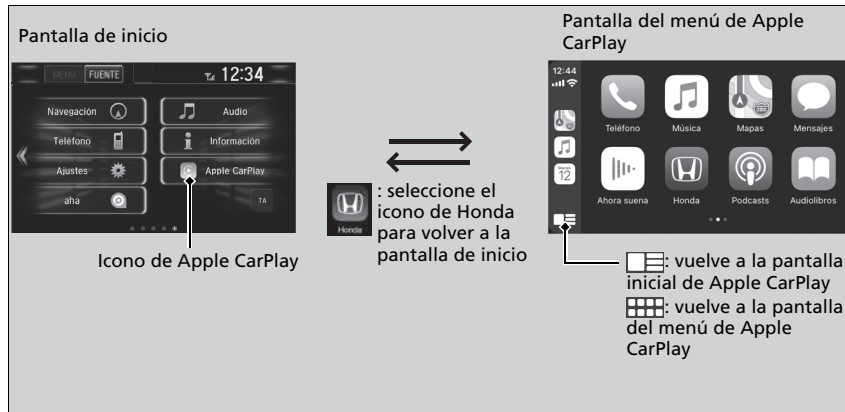 Pantalla de inicio
MENÚ FUENTE 12:34
Navegación Audio
Teléfono Información
Ajustes Apple CarPlay
aha TA
Icono de Apple CarPlay
Honda
: seleccione el
icono de Honda
para volver a la
pantalla de inicio
Pantalla del menú de Apple
CarPlay
12:44
280
Teléfono Música Mapas Mensajes
12
Ahora suena Honda Podcasts Audiolibros
: vuelve a la pantalla
inicial de Apple CarPlay
: vuelve a la pantalla
del menú de Apple
CarPlay